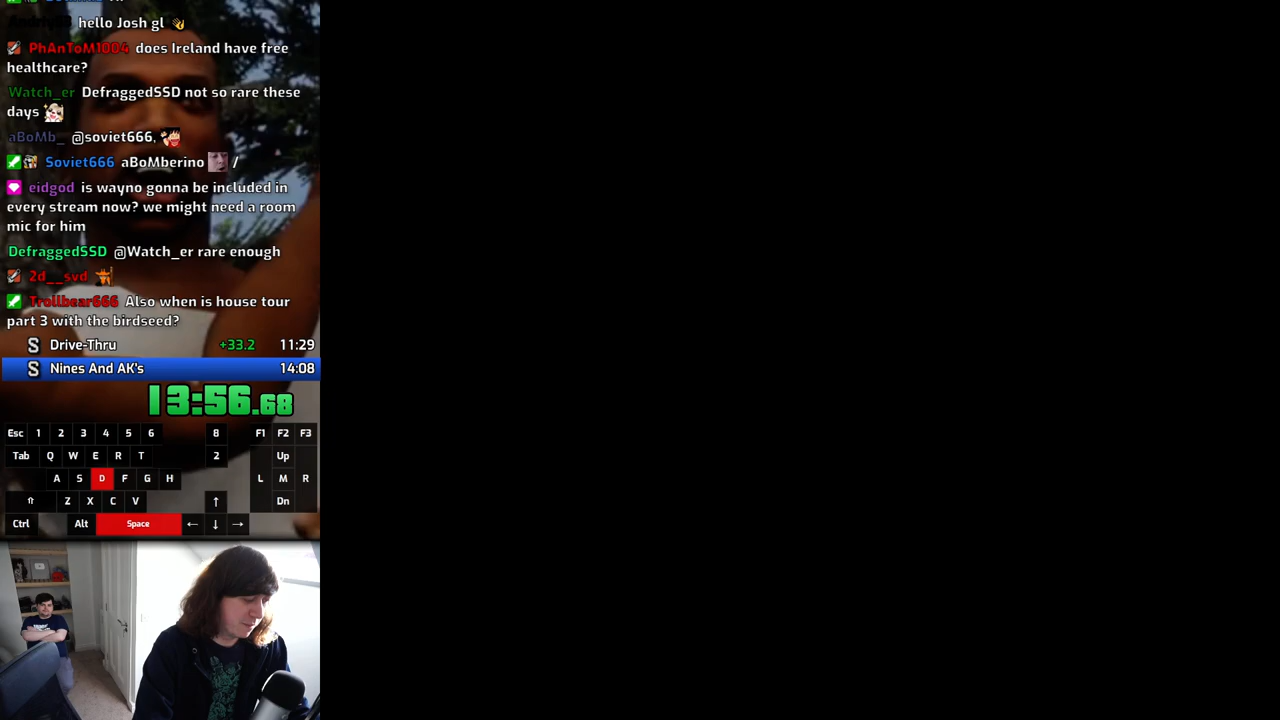 hello Josh gl
PhAnToM1004 does Ireland have free
healthcare?
Watch_er DefraggedSSD not so rare these
days
aBoMb_ @soviet666,
Soviet666 aBoMberino /
eidgod is wayno gonna be included in
every stream now? we might need a room
mic for him
DefraggedSSD @Watch_er rare enough
2d__svd
Trollbear666 Also when is house tour
part 3 with the birdseed?
S Drive-Thru +33.2 11:29
S Nines And AK's 14:08
13:56.68
Esc 1 2 3 4 5 6 8 F1 F2 F3
Tab Q W E R T 2 Up
A S D F G H L M R
⇧ Z X C V ↑ Dn
Ctrl Alt Space ← ↓ →